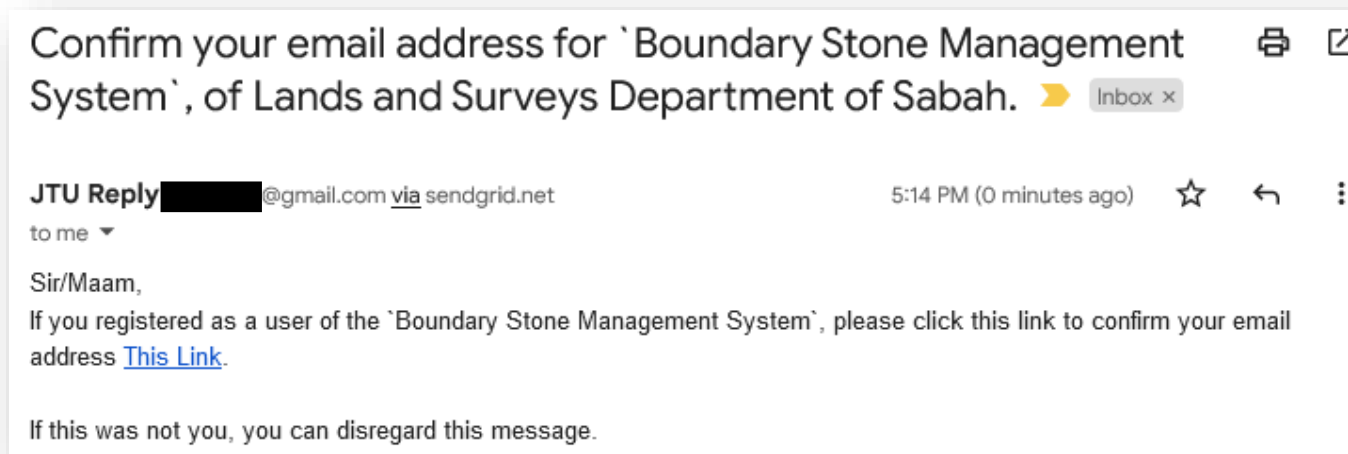 Confirm your email address for `Boundary Stone Management
System`, of Lands and Surveys Department of Sabah. Inbox ×
JTU Reply @gmail.com via sendgrid.net 5:14 PM (0 minutes ago)
to me
Sir/Maam,
If you registered as a user of the `Boundary Stone Management System`, please click this link to confirm your email
address This Link.
If this was not you, you can disregard this message.